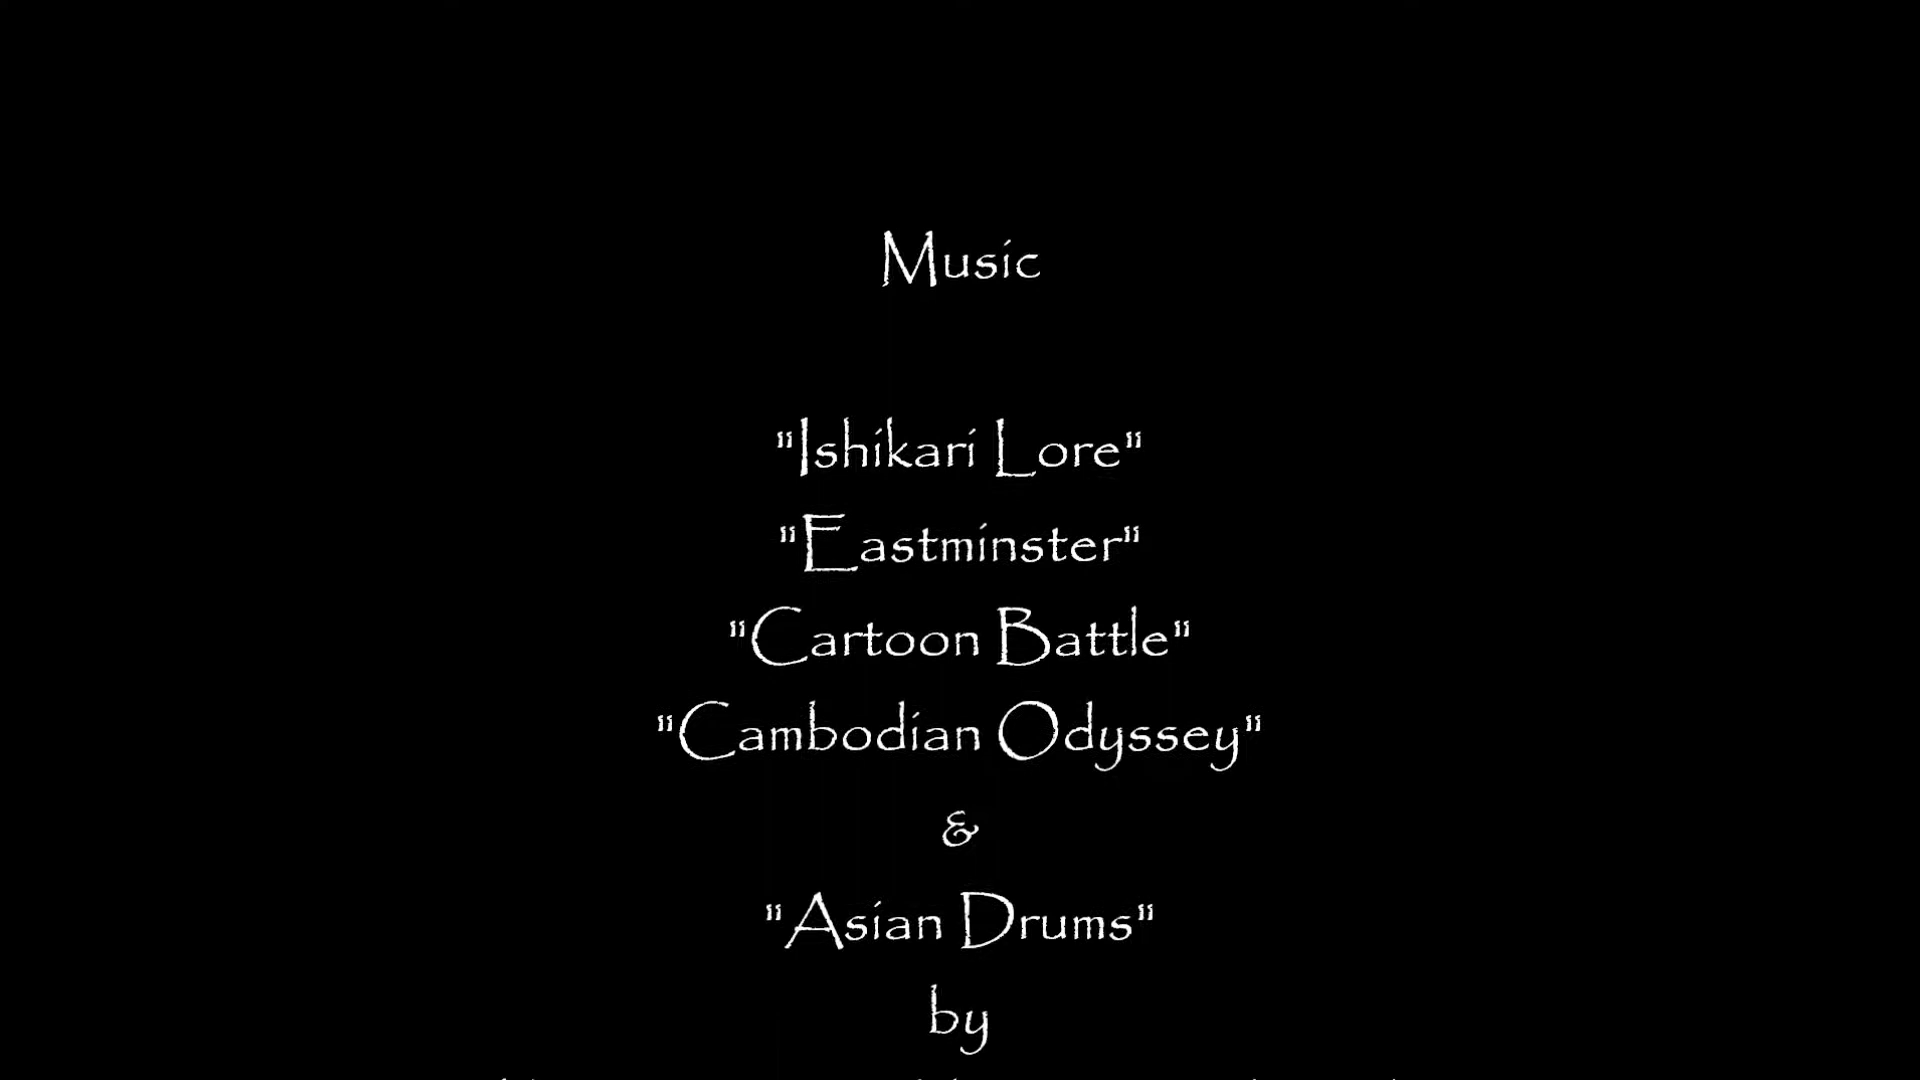 Music
"Ishikari Lore"
"Eastminster"
"Cartoon Battle"
"Cambodian Odyssey"
&
"Asian Drums"
by